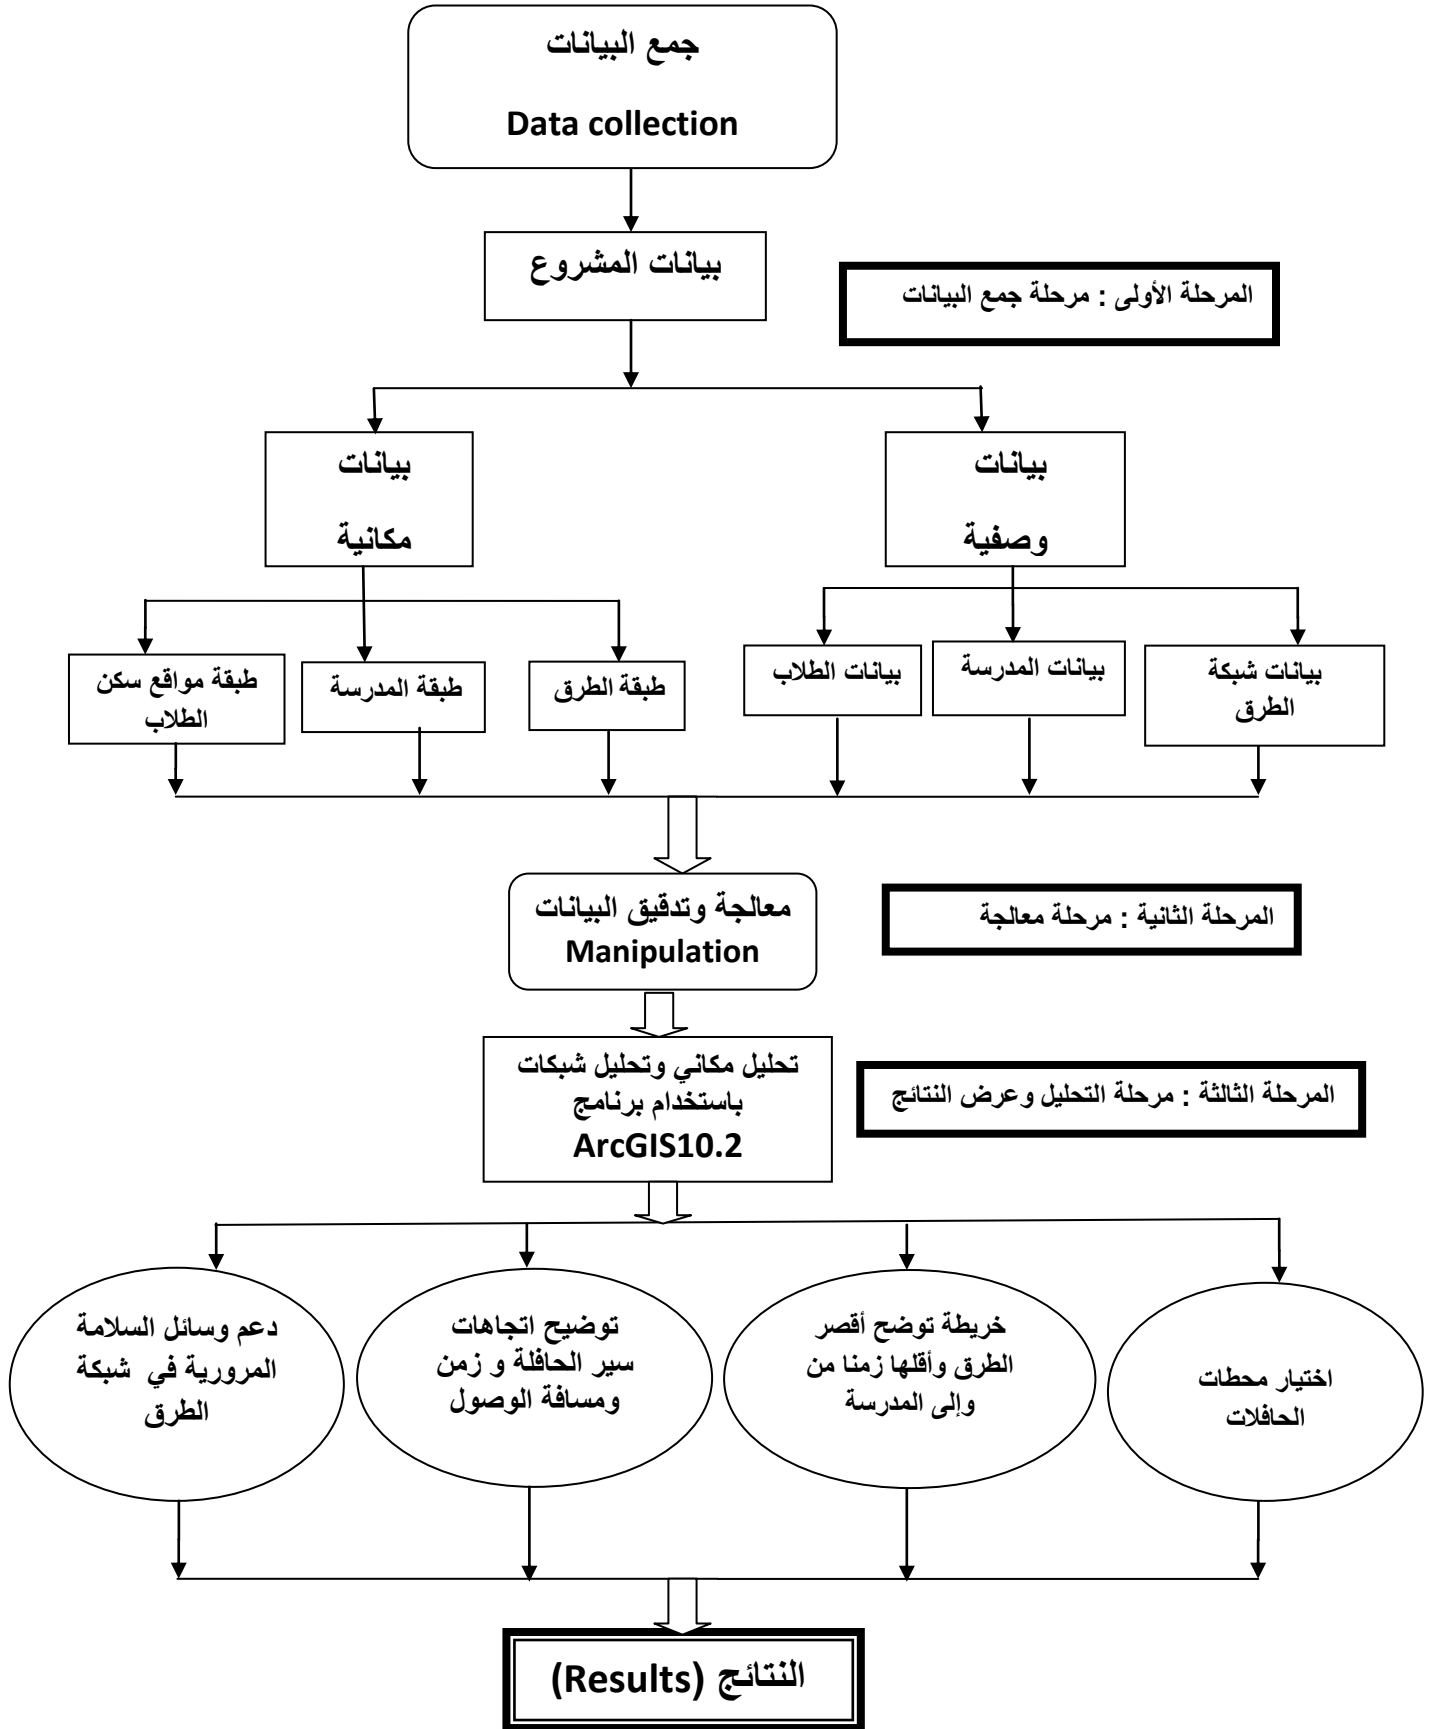 جمع البيانات
Data collection
بيانات المشروع
المرحلة الأولى : مرحلة جمع البيانات
بيانات
وصفية
بيانات
مكانية
بيانات شبكة
الطرق
بيانات المدرسة
بيانات الطلاب
طبقة الطرق
طبقة المدرسة
طبقة مواقع سكن
الطلاب
معالجة وتدقيق البيانات
Manipulation
المرحلة الثانية : مرحلة معالجة
تحليل مكاني وتحليل شبكات
باستخدام برنامج
ArcGIS10.2
المرحلة الثالثة : مرحلة التحليل وعرض النتائج
اختيار محطات
الحافلات
خريطة توضح أقصر
الطرق وأقلها زمنا من
وإلى المدرسة
توضيح اتجاهات
سير الحافلة و زمن
ومسافة الوصول
دعم وسائل السلامة
المرورية في شبكة
الطرق
النتائج (Results)